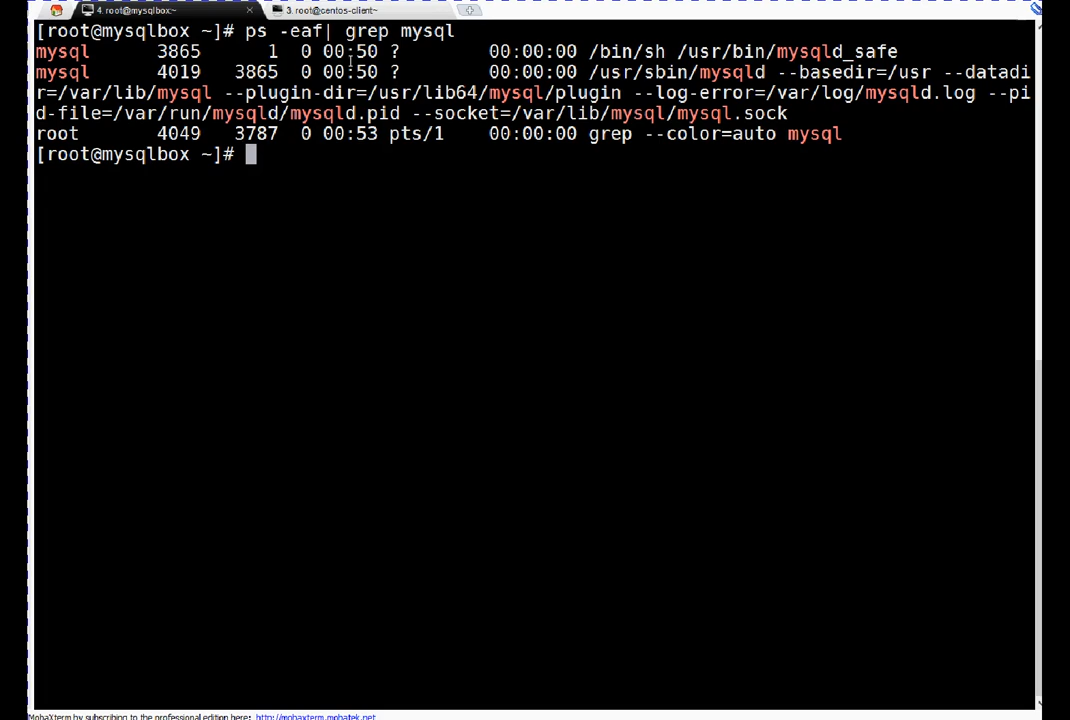 4. root@mysqlbox:~
3. root@centos-client~
[root@mysqlbox ~]# ps -eaf| grep mysql
mysql 3865 1 0 00:50 ? 00:00:00 /bin/sh /usr/bin/mysqld_safe
mysql 4019 3865 0 00:50 ? 00:00:00 /usr/sbin/mysqld --basedir=/usr --datadi
r=/var/lib/mysql --plugin-dir=/usr/lib64/mysql/plugin --log-error=/var/log/mysqld.log --pi
d-file=/var/run/mysqld/mysqld.pid --socket=/var/lib/mysql/mysql.sock
root 4049 3787 0 00:53 pts/1 00:00:00 grep --color=auto mysql
[root@mysqlbox ~]#
MobaXterm by subscribing to the professional edition here: http://mobaxterm.mobatek.net